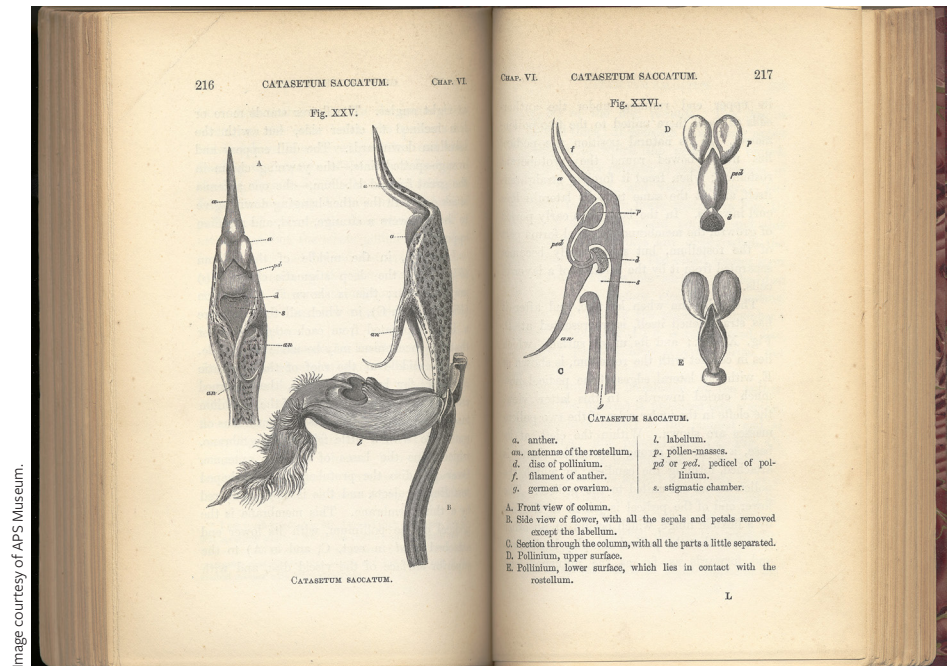 216 CATASETUM SACCATUM. CHAP. VI.
Fig. XXV.
A
a
a
pd
d
s
an
an
a
a
an
l
B
CATASETUM SACCATUM.
CHAP. VI. CATASETUM SACCATUM. 217
Fig. XXVI.
f
a
p
ped
d
s
an
C
g
D
p
ped
d
E
CATASETUM SACCATUM.
a. anther.
an. antennæ of the rostellum.
d. disc of pollinium.
f. filament of anther.
g. germen or ovarium.
l. labellum.
p. pollen-masses.
pd or ped. pedicel of pol-
linium.
s. stigmatic chamber.
A. Front view of column.
B. Side view of flower, with all the sepals and petals removed
except the labellum.
C. Section through the column, with all the parts a little separated.
D. Pollinium, upper surface.
E. Pollinium, lower surface, which lies in contact with the
rostellum.
L
Image courtesy of APS Museum.